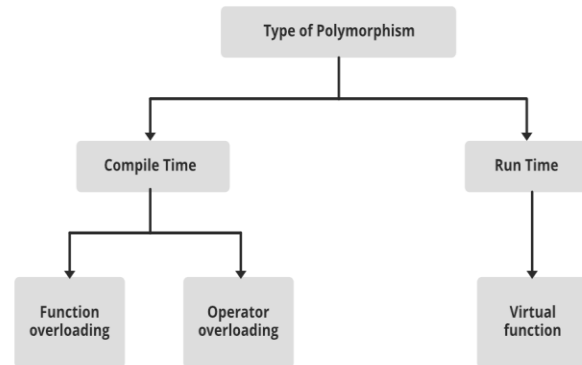 Type of Polymorphism
Compile Time
Run Time
Function
overloading
Operator
overloading
Virtual
function